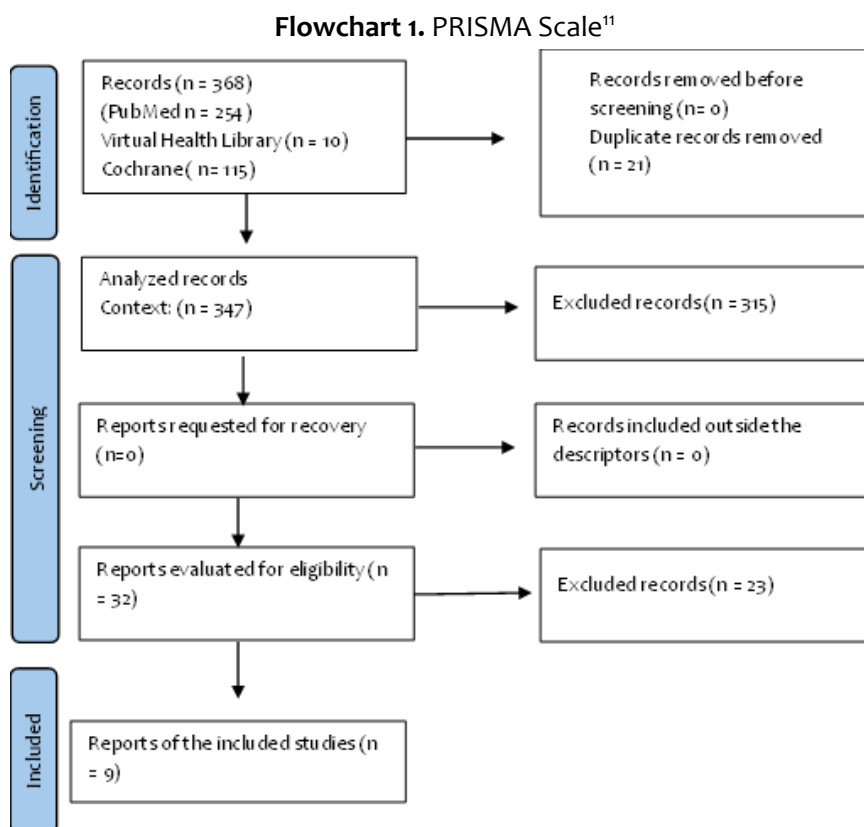 Flowchart 1. PRISMA Scale¹¹
Identification
Records (n = 368)
(PubMed n = 254)
Virtual Health Library (n = 10)
Cochrane ( n= 115)
Records removed before
screening (n= 0)
Duplicate records removed
(n = 21)
Screening
Analyzed records
Context: (n = 347)
Excluded records (n = 315)
Reports requested for recovery
(n=0)
Records included outside the
descriptors (n = 0)
Reports evaluated for eligibility (n
= 32)
Excluded records (n = 23)
Included
Reports of the included studies (n
= 9)